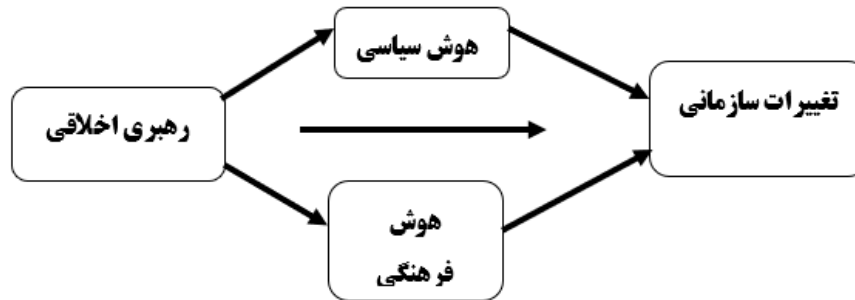 هوش سیاسی
رهبری اخلاقی
تغییرات سازمانی
هوش
فرهنگی